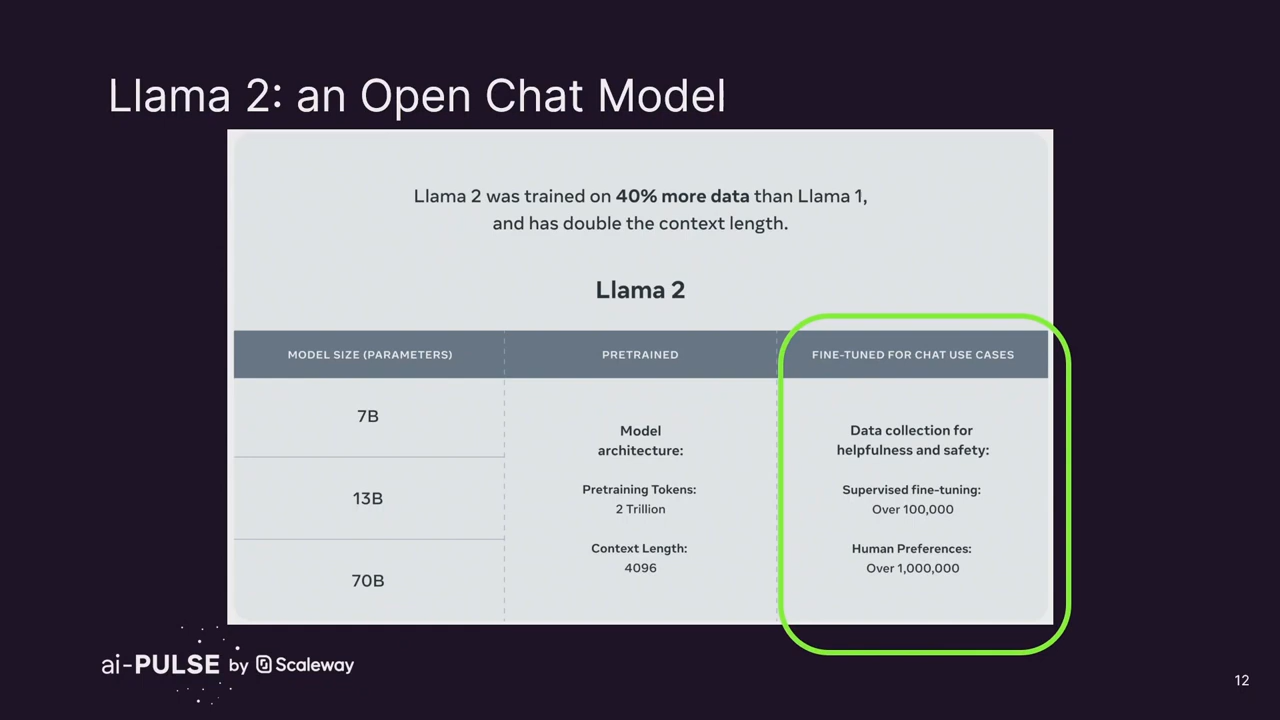 Llama 2: an Open Chat Model
Llama 2 was trained on 40% more data than Llama 1,
and has double the context length.
Llama 2
MODEL SIZE (PARAMETERS)
PRETRAINED
FINE-TUNED FOR CHAT USE CASES
7B
13B
70B
Model
architecture:
Pretraining Tokens:
2 Trillion
Context Length:
4096
Data collection for
helpfulness and safety:
Supervised fine-tuning:
Over 100,000
Human Preferences:
Over 1,000,000
ai-PULSE by Scaleway
12